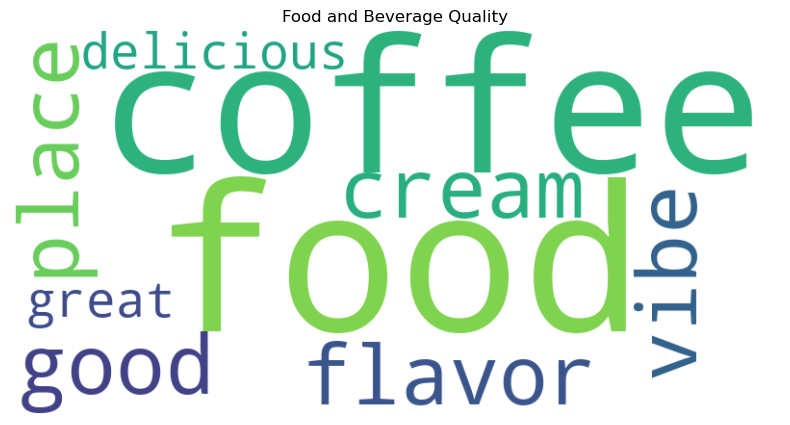 Food and Beverage Quality
delicious
coffee
place
cream
food
vibe
great
good
flavor